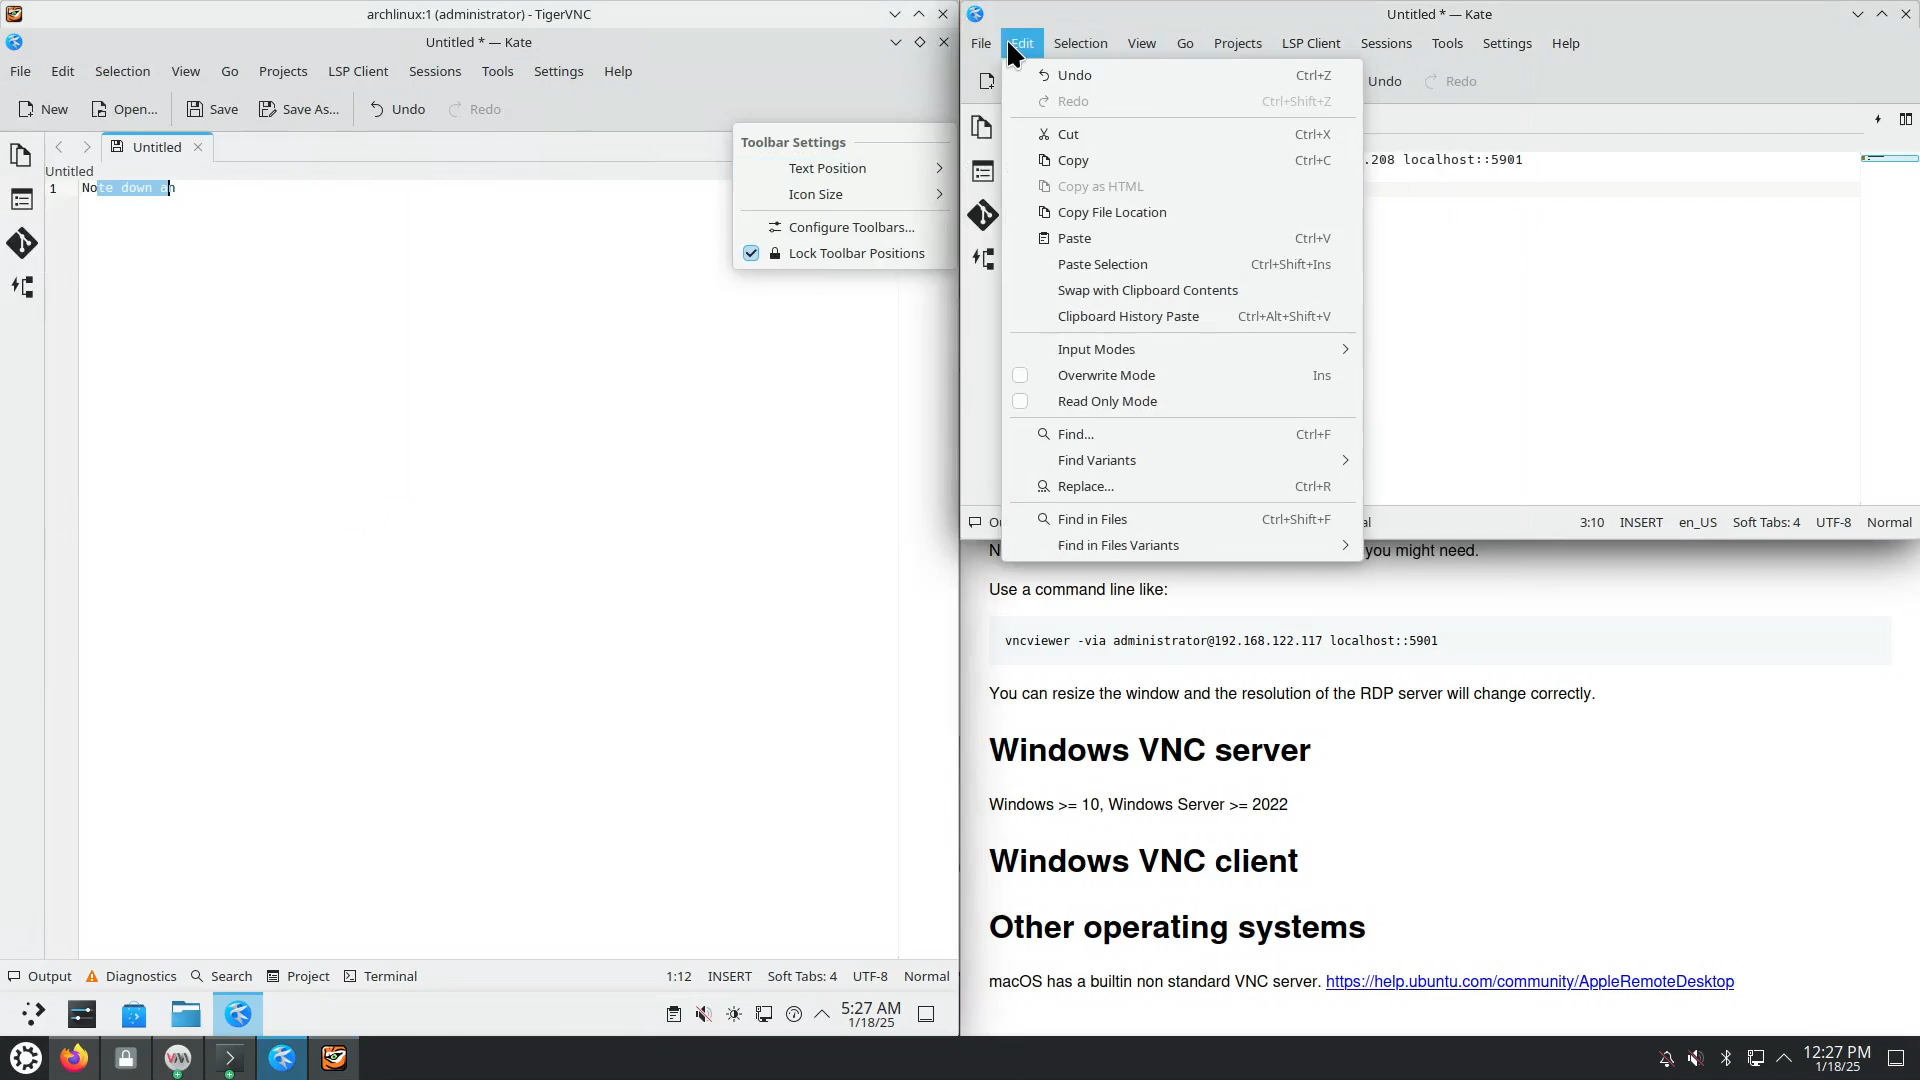 archlinux:1 (administrator) - TigerVNC
Untitled * — Kate
File Edit Selection View Go Projects LSP Client Sessions Tools Settings Help
New Open... Save Save As... Undo Redo
Untitled
Untitled
1 Note down an
Toolbar Settings
Text Position
Icon Size
Configure Toolbars...
Lock Toolbar Positions
Output Diagnostics Search Project Terminal 1:12 INSERT Soft Tabs: 4 UTF-8 Normal
5:27 AM
1/18/25
Untitled * — Kate
File Edit Selection View Go Projects LSP Client Sessions Tools Settings Help
Undo Redo
.208 localhost::5901
Undo Ctrl+Z
Redo Ctrl+Shift+Z
Cut Ctrl+X
Copy Ctrl+C
Copy as HTML
Copy File Location
Paste Ctrl+V
Paste Selection Ctrl+Shift+Ins
Swap with Clipboard Contents
Clipboard History Paste Ctrl+Alt+Shift+V
Input Modes
Overwrite Mode Ins
Read Only Mode
Find... Ctrl+F
Find Variants
Replace... Ctrl+R
Find in Files Ctrl+Shift+F
Find in Files Variants
3:10 INSERT en_US Soft Tabs: 4 UTF-8 Normal
you might need.
Use a command line like:
vncviewer -via administrator@192.168.122.117 localhost::5901
You can resize the window and the resolution of the RDP server will change correctly.
Windows VNC server
Windows >= 10, Windows Server >= 2022
Windows VNC client
Other operating systems
macOS has a builtin non standard VNC server. https://help.ubuntu.com/community/AppleRemoteDesktop
12:27 PM
1/18/25